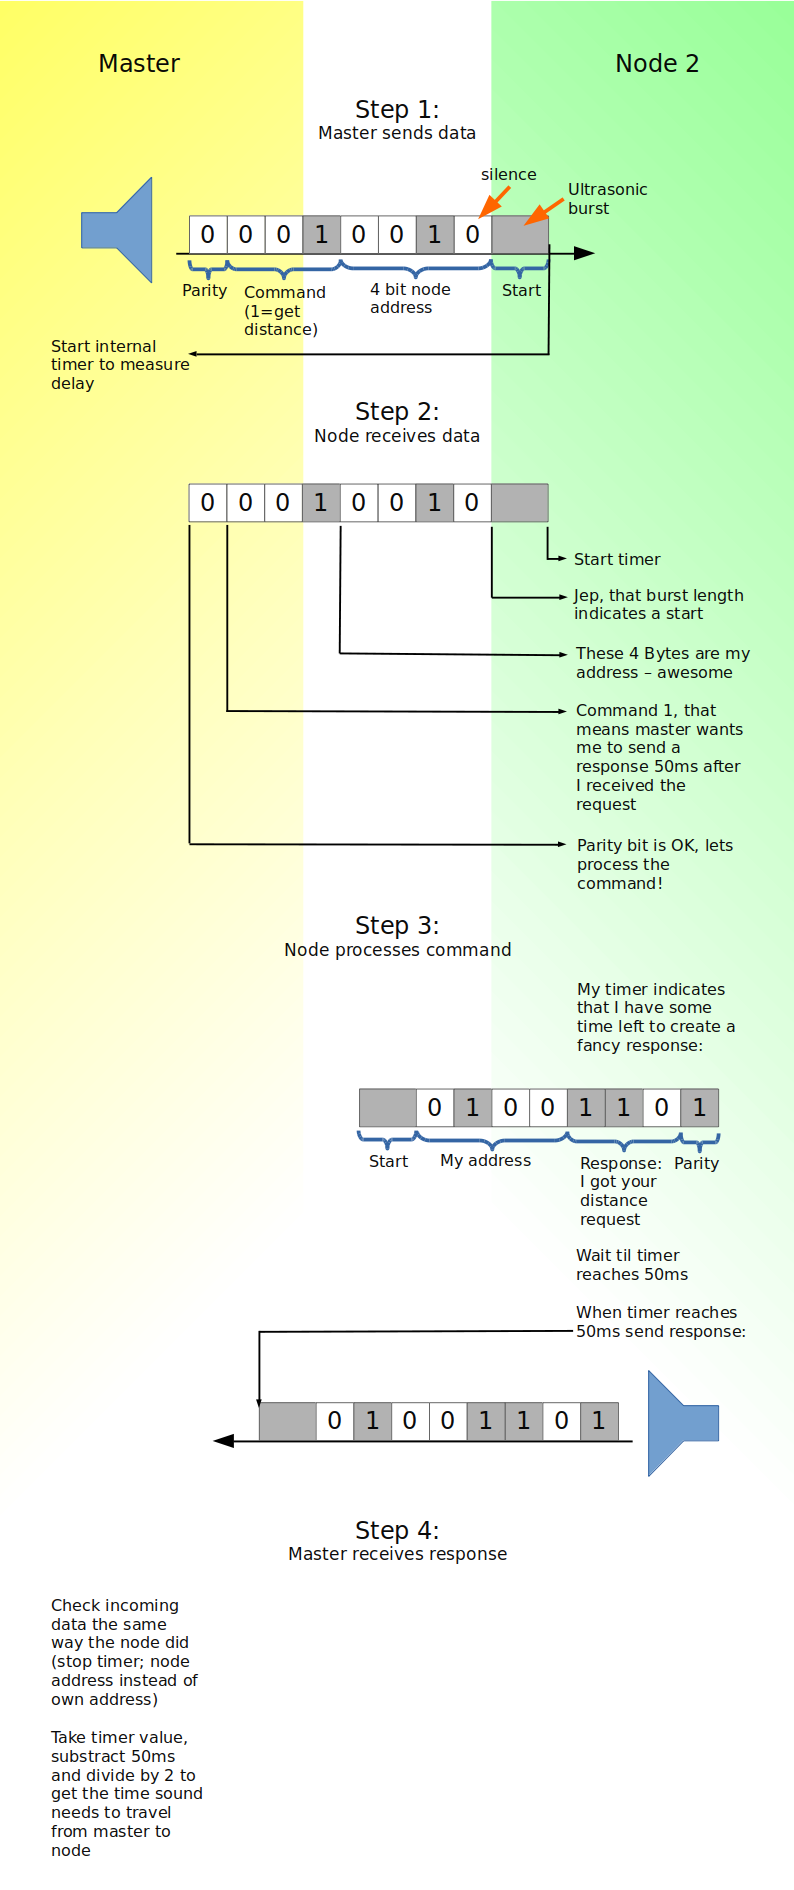 Master
Node 2
Step 1:
Master sends data
silence
Ultrasonic
burst
0 0 0 1 0 0 1 0
Parity
Command
(1=get
distance)
4 bit node
address
Start
Start internal
timer to measure
delay
Step 2:
Node receives data
0 0 0 1 0 0 1 0
Start timer
Jep, that burst length
indicates a start
These 4 Bytes are my
address – awesome
Command 1, that
means master wants
me to send a
response 50ms after
I received the
request
Parity bit is OK, lets
process the
command!
Step 3:
Node processes command
My timer indicates
that I have some
time left to create a
fancy response:
0 1 0 0 1 1 0 1
Start
My address
Response:
I got your
distance
request
Parity
Wait til timer
reaches 50ms
When timer reaches
50ms send response:
0 1 0 0 1 1 0 1
Step 4:
Master receives response
Check incoming
data the same
way the node did
(stop timer; node
address instead of
own address)
Take timer value,
substract 50ms
and divide by 2 to
get the time sound
needs to travel
from master to
node